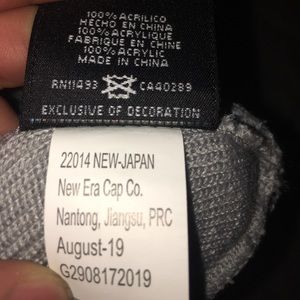 100% ACRILICO
HECHO EN CHINA
100% ACRYLIQUE
FABRIQUE EN CHINE
100% ACRYLIC
MADE IN CHINA
RN11493 CA40289
EXCLUSIVE OF DECORATION
22014 NEW-JAPAN
New Era Cap Co.
Nantong, Jiangsu, PRC
August-19
G2908172019